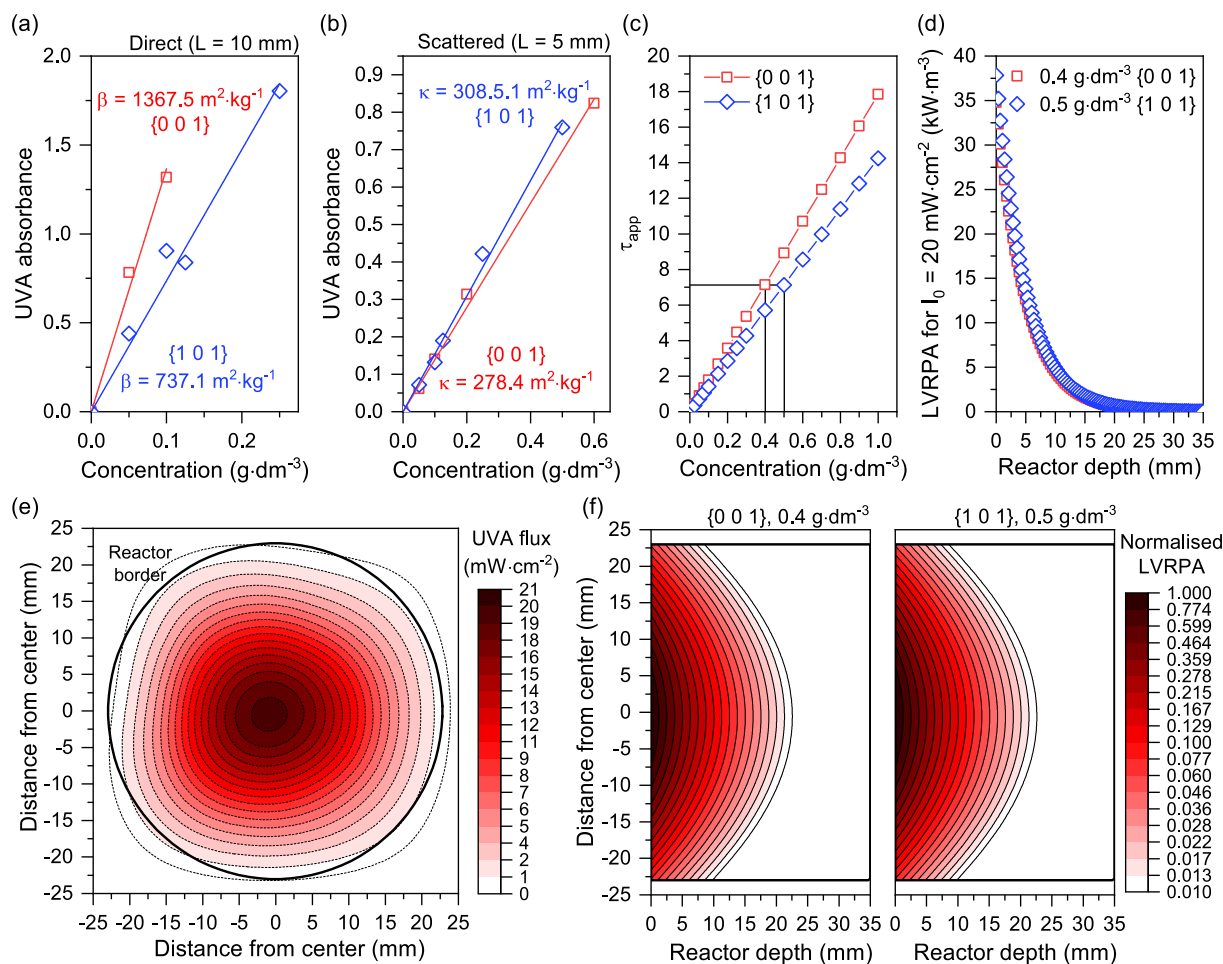 (a)
Direct (L = 10 mm)
β = 1367.5 m²·kg⁻¹
{0 0 1}
{1 0 1}
β = 737.1 m²·kg⁻¹
UVA absorbance
2.0
1.5
1.0
0.5
0.0
0.0 0.1 0.2
Concentration (g·dm⁻³)
(b)
Scattered (L = 5 mm)
κ = 308.5.1 m²·kg⁻¹
{1 0 1}
{0 0 1}
κ = 278.4 m²·kg⁻¹
UVA absorbance
0.9
0.8
0.7
0.6
0.5
0.4
0.3
0.2
0.1
0.0
0.0 0.2 0.4 0.6
Concentration (g·dm⁻³)
(c)
{0 0 1}
{1 0 1}
τapp
20
18
16
14
12
10
8
6
4
2
0
0.0 0.2 0.4 0.6 0.8 1.0
Concentration (g·dm⁻³)
(d)
0.4 g·dm⁻³ {0 0 1}
0.5 g·dm⁻³ {1 0 1}
LVRPA for I₀ = 20 mW·cm⁻² (kW·m⁻³)
40
35
30
25
20
15
10
5
0
0 5 10 15 20 25 30 35
Reactor depth (mm)
(e)
Reactor
border
Distance from center (mm)
25
20
15
10
5
0
-5
-10
-15
-20
-25
-25 -20 -15 -10 -5 0 5 10 15 20 25
Distance from center (mm)
UVA flux
(mW·cm⁻²)
21
20
19
18
16
15
14
13
11
10
9
8
6
5
4
3
2
1
0
(f)
{0 0 1}, 0.4 g·dm⁻³
Distance from center (mm)
25
20
15
10
5
0
-5
-10
-15
-20
-25
0 5 10 15 20 25 30 35
Reactor depth (mm)
{1 0 1}, 0.5 g·dm⁻³
0 5 10 15 20 25 30 35
Reactor depth (mm)
Normalised
LVRPA
1.000
0.774
0.599
0.464
0.359
0.278
0.215
0.167
0.129
0.100
0.077
0.060
0.046
0.036
0.028
0.022
0.017
0.013
0.010